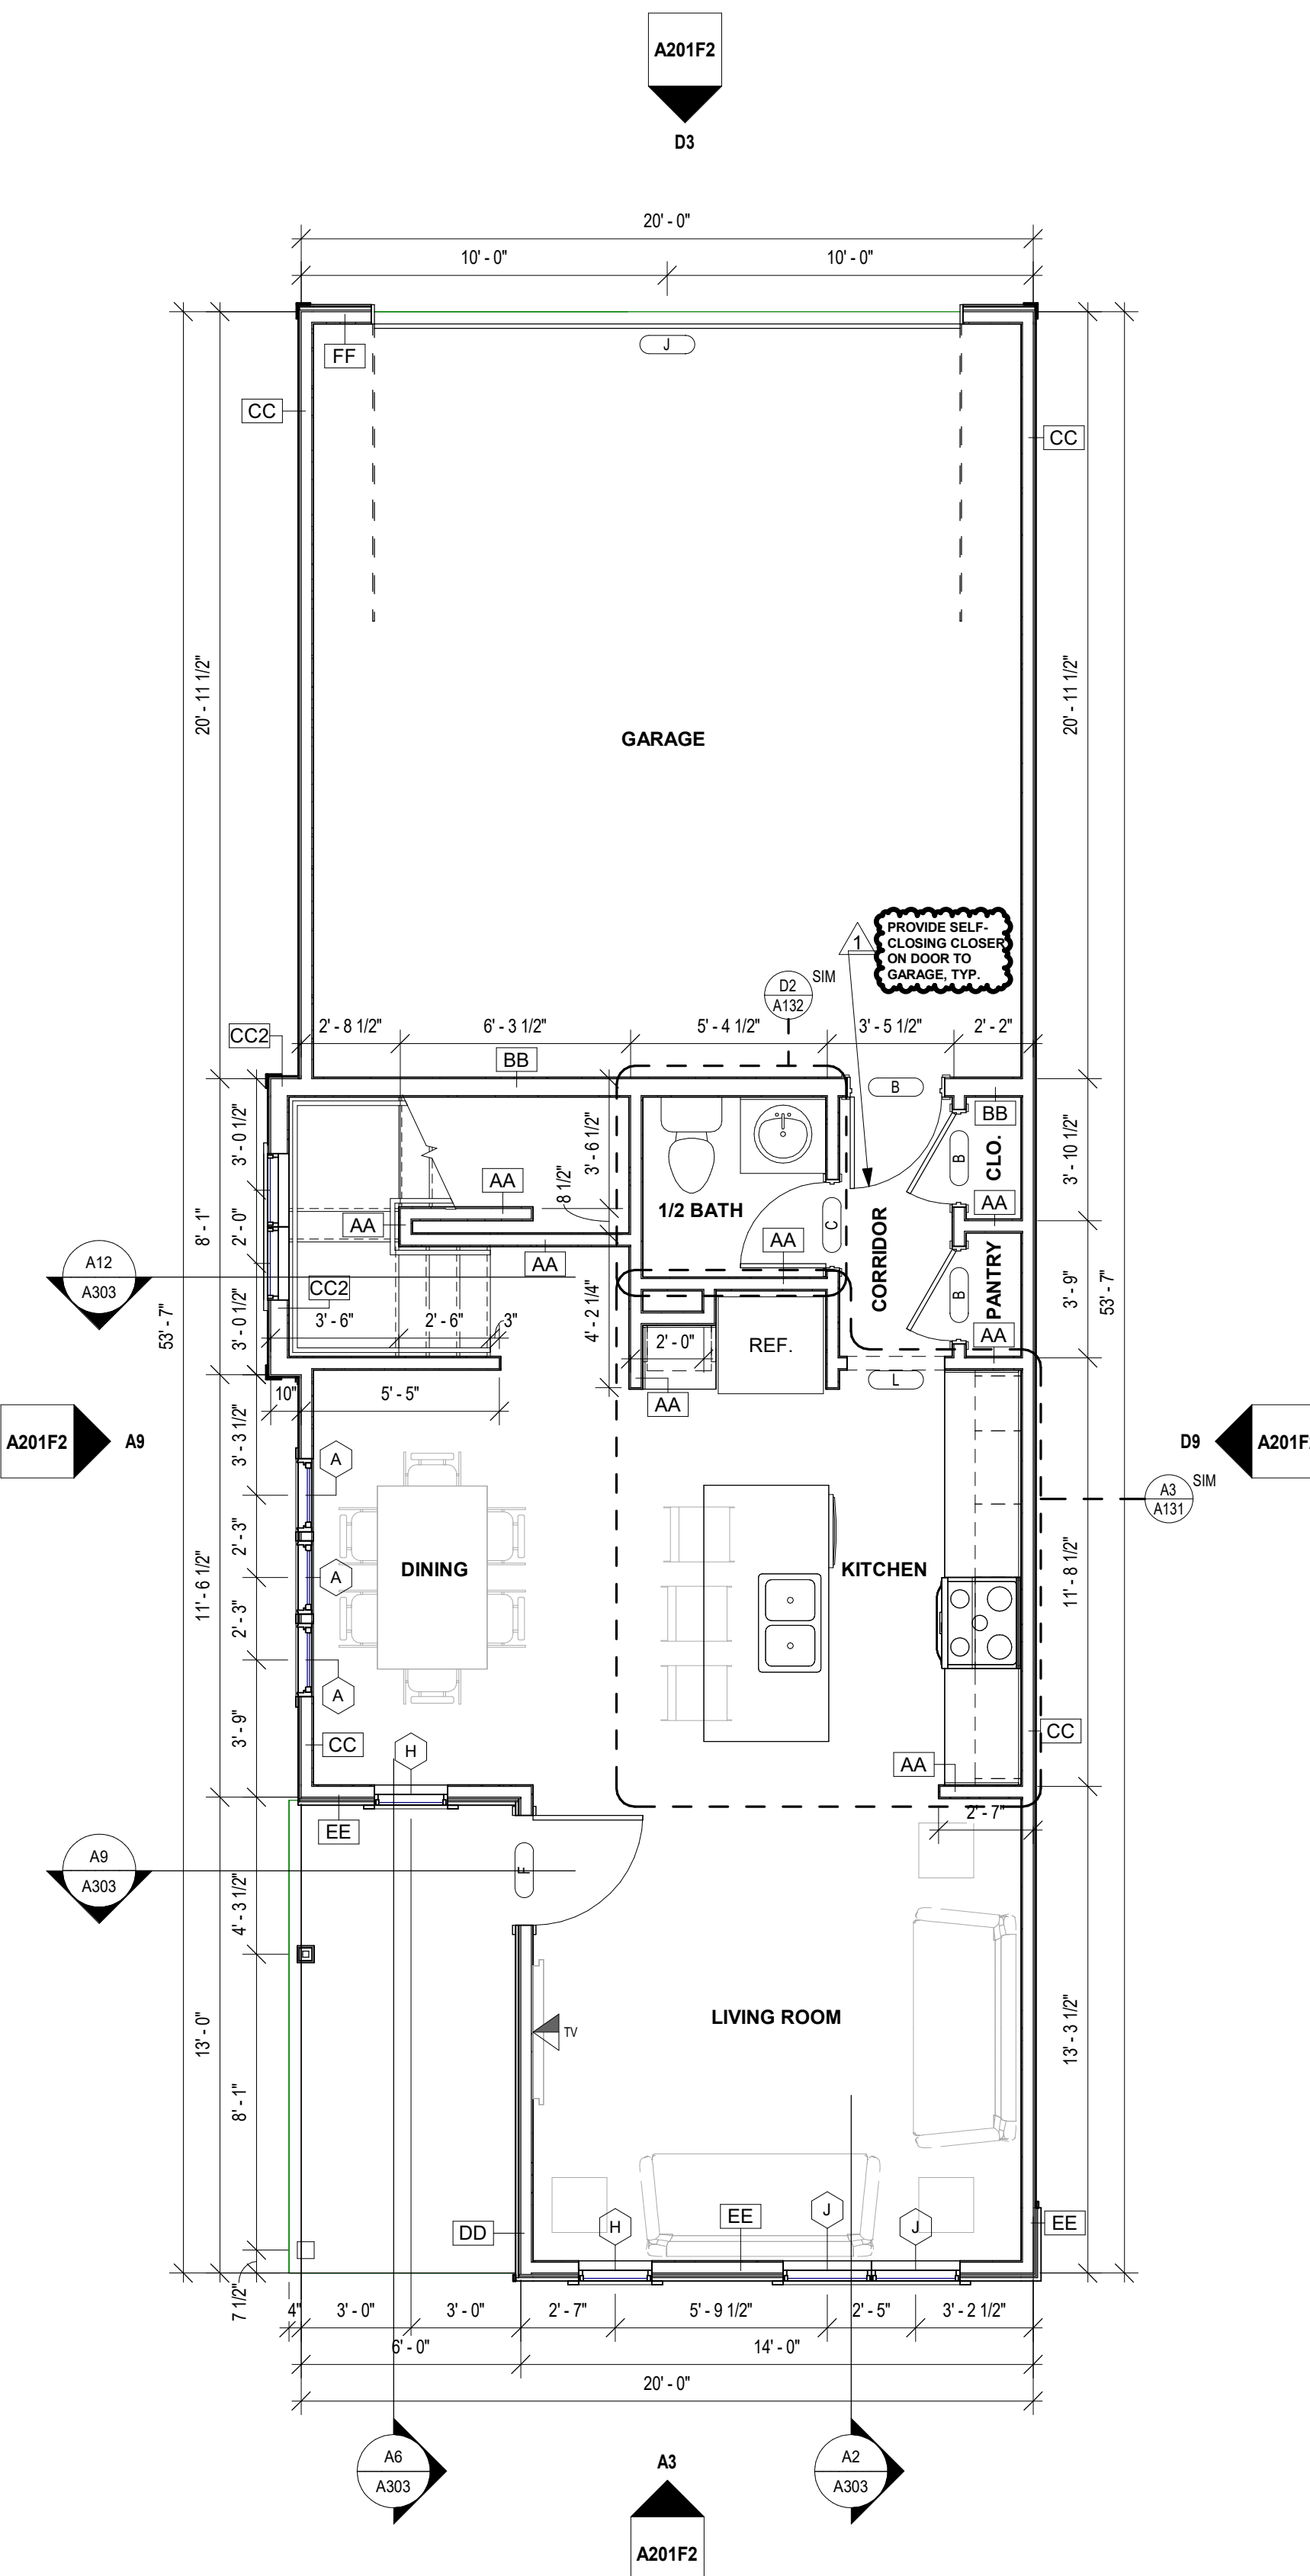 A201F2
D3
20' - 0"
10' - 0"
10' - 0"
J
FF
CC
CC
20' - 11 1/2"
20' - 11 1/2"
GARAGE
1
PROVIDE SELF-
CLOSING CLOSER
ON DOOR TO
GARAGE, TYP.
D2
A132
SIM
2' - 8 1/2"
6' - 3 1/2"
5' - 4 1/2"
3' - 5 1/2"
2' - 2"
CC2
BB
B
BB
3' - 0 1/2"
3' - 6 1/2"
8 1/2"
B
CLO.
3' - 10 1/2"
AA
AA
AA
AA
1/2 BATH
C
AA
CORRIDOR
8' - 1"
2' - 0"
A12
A303
53' - 7"
3' - 0 1/2"
CC2
3' - 6"
2' - 6"
3"
4' - 2 1/4"
2' - 0"
REF.
B
PANTRY
AA
3' - 9"
53' - 7"
L
AA
10"
5' - 5"
A201F2
A9
3' - 3 1/2"
A
D9
A201F2
A3
A131
SIM
2' - 3"
A
DINING
KITCHEN
11' - 6 1/2"
11' - 8 1/2"
2' - 3"
A
3' - 9"
CC
H
CC
AA
EE
2' - 7"
A9
A303
F
4' - 3 1/2"
LIVING ROOM
TV
13' - 0"
13' - 3 1/2"
8' - 1"
DD
H
EE
J
J
EE
7 1/2"
4"
3' - 0"
3' - 0"
2' - 7"
5' - 9 1/2"
2' - 5"
3' - 2 1/2"
6' - 0"
14' - 0"
20' - 0"
A6
A303
A3
A2
A303
A201F2